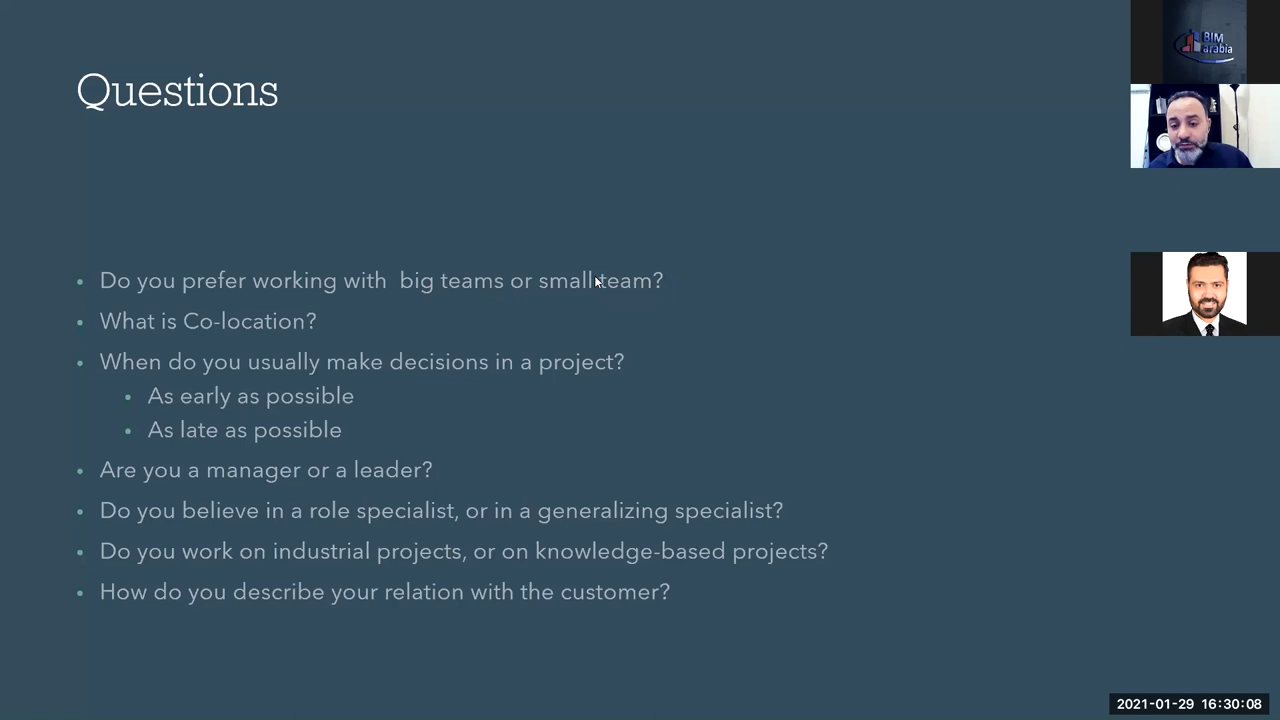 Questions
BIM
arabia
• Do you prefer working with  big teams or small team?
• What is Co-location?
• When do you usually make decisions in a project?
• As early as possible
• As late as possible
• Are you a manager or a leader?
• Do you believe in a role specialist, or in a generalizing specialist?
• Do you work on industrial projects, or on knowledge-based projects?
• How do you describe your relation with the customer?
2021-01-29 16:30:08